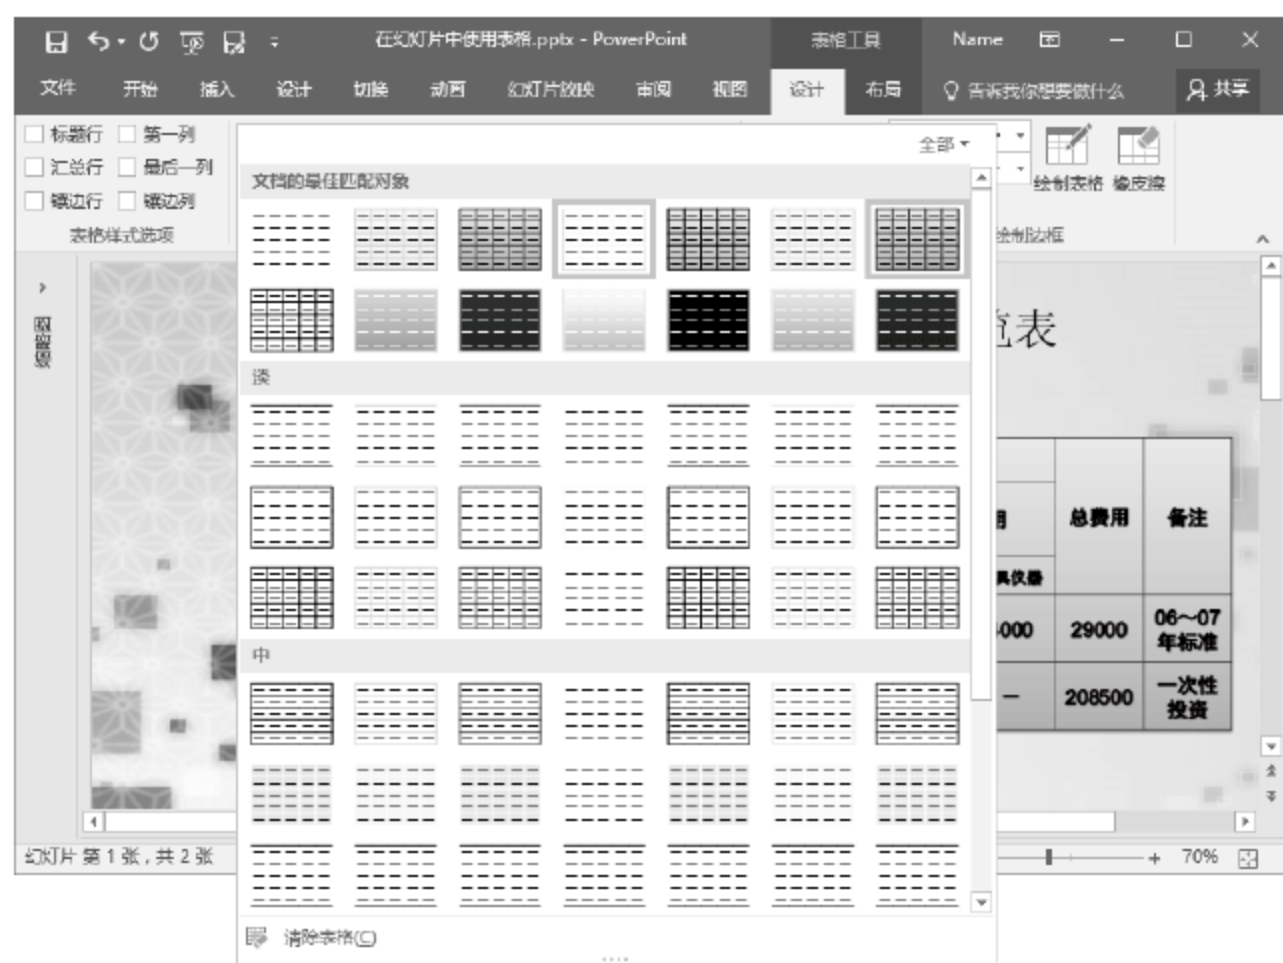 在幻灯片中使用表格.pptx - PowerPoint
表格工具
Name
文件 开始 插入 设计 切换 动画 幻灯片放映 审阅 视图 设计 布局 告诉我你想要做什么 共享
标题行 第一列
汇总行 最后一列
镶边行 镶边列
表格样式选项
全部
绘制表格 橡皮擦
绘制边框
文档的最佳匹配对象
淡
中
清除表格(C)
缩略图
览表
用 总费用 备注
具仪器
000 29000 06～07
年标准
— 208500 一次性
投资
幻灯片 第 1 张，共 2 张
70%